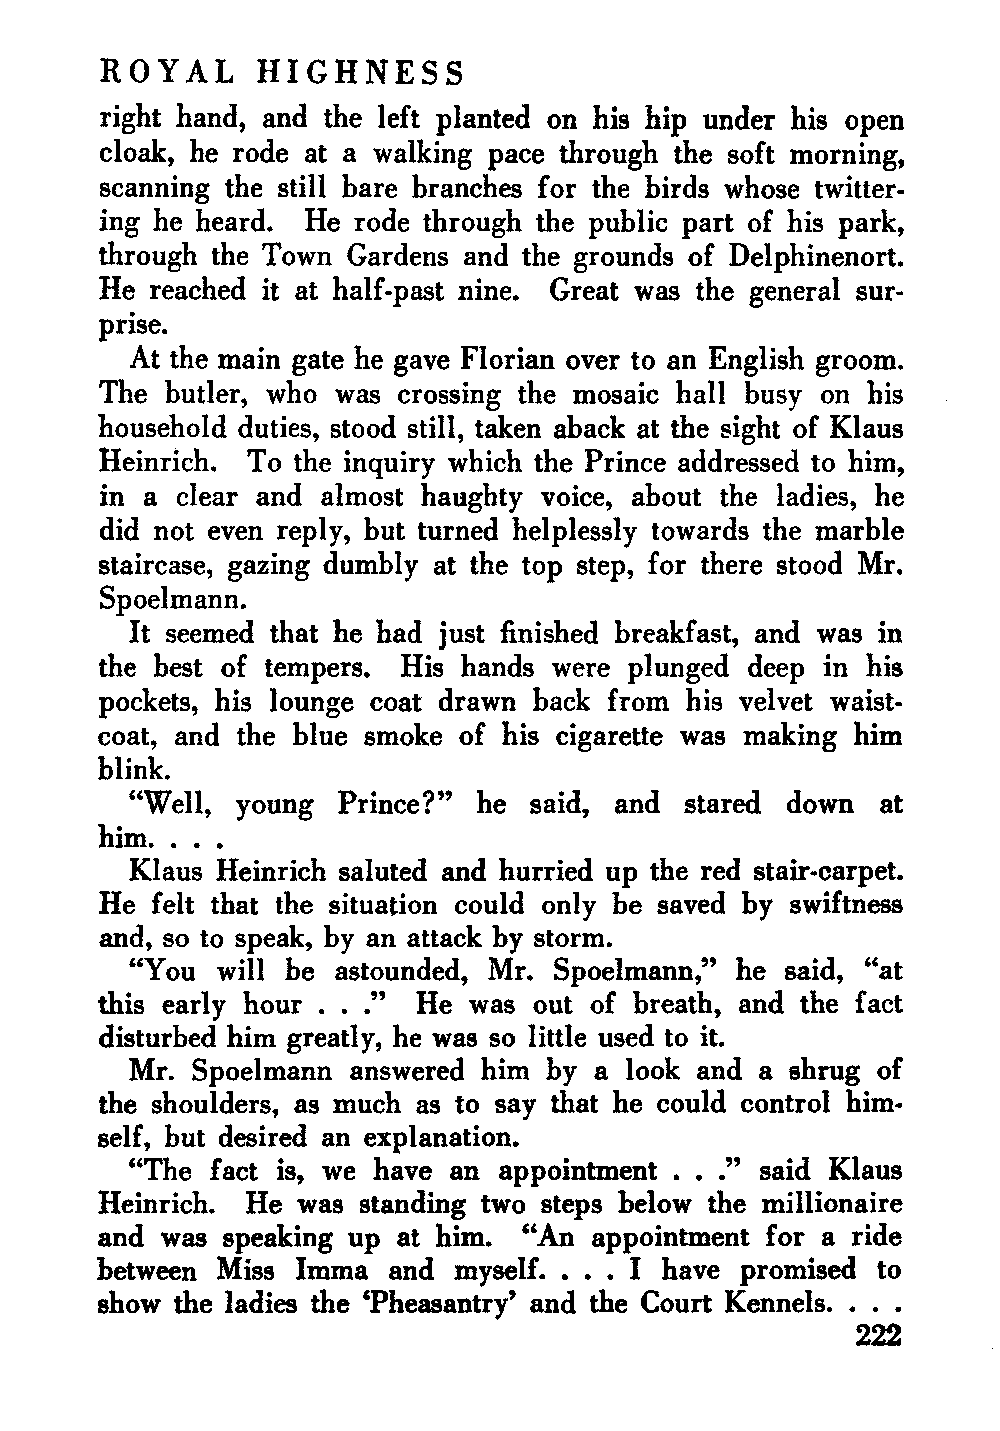 ROYAL HIGHNESS
right hand, and the left planted on his hip under his open
cloak, he rode at a walking pace through the soft morning,
scanning the still bare branches for the birds whose twitter-
ing he heard. He rode through the public part of his park,
through the Town Gardens and the grounds of Delphinenort.
He reached it at half-past nine. Great was the general sur-
prise.
At the main gate he gave Florian over to an English groom.
The butler, who was crossing the mosaic hall busy on his
household duties, stood still, taken aback at the sight of Klaus
Heinrich. To the inquiry which the Prince addressed to him,
in a clear and almost haughty voice, about the ladies, he
did not even reply, but turned helplessly towards the marble
staircase, gazing dumbly at the top step, for there stood Mr.
Spoelmann.
It seemed that he had just finished breakfast, and was in
the best of tempers. His hands were plunged deep in his
pockets, his lounge coat drawn back from his velvet waist-
coat, and the blue smoke of his cigarette was making him
blink.
“Well, young Prince?” he said, and stared down at
him. . . .
Klaus Heinrich saluted and hurried up the red stair-carpet.
He felt that the situation could only be saved by swiftness
and, so to speak, by an attack by storm.
“You will be astounded, Mr. Spoelmann,” he said, “at
this early hour . . .” He was out of breath, and the fact
disturbed him greatly, he was so little used to it.
Mr. Spoelmann answered him by a look and a shrug of
the shoulders, as much as to say that he could control him-
self, but desired an explanation.
“The fact is, we have an appointment . . .” said Klaus
Heinrich. He was standing two steps below the millionaire
and was speaking up at him. “An appointment for a ride
between Miss Imma and myself. . . . I have promised to
show the ladies the ‘Pheasantry’ and the Court Kennels. . . .
222